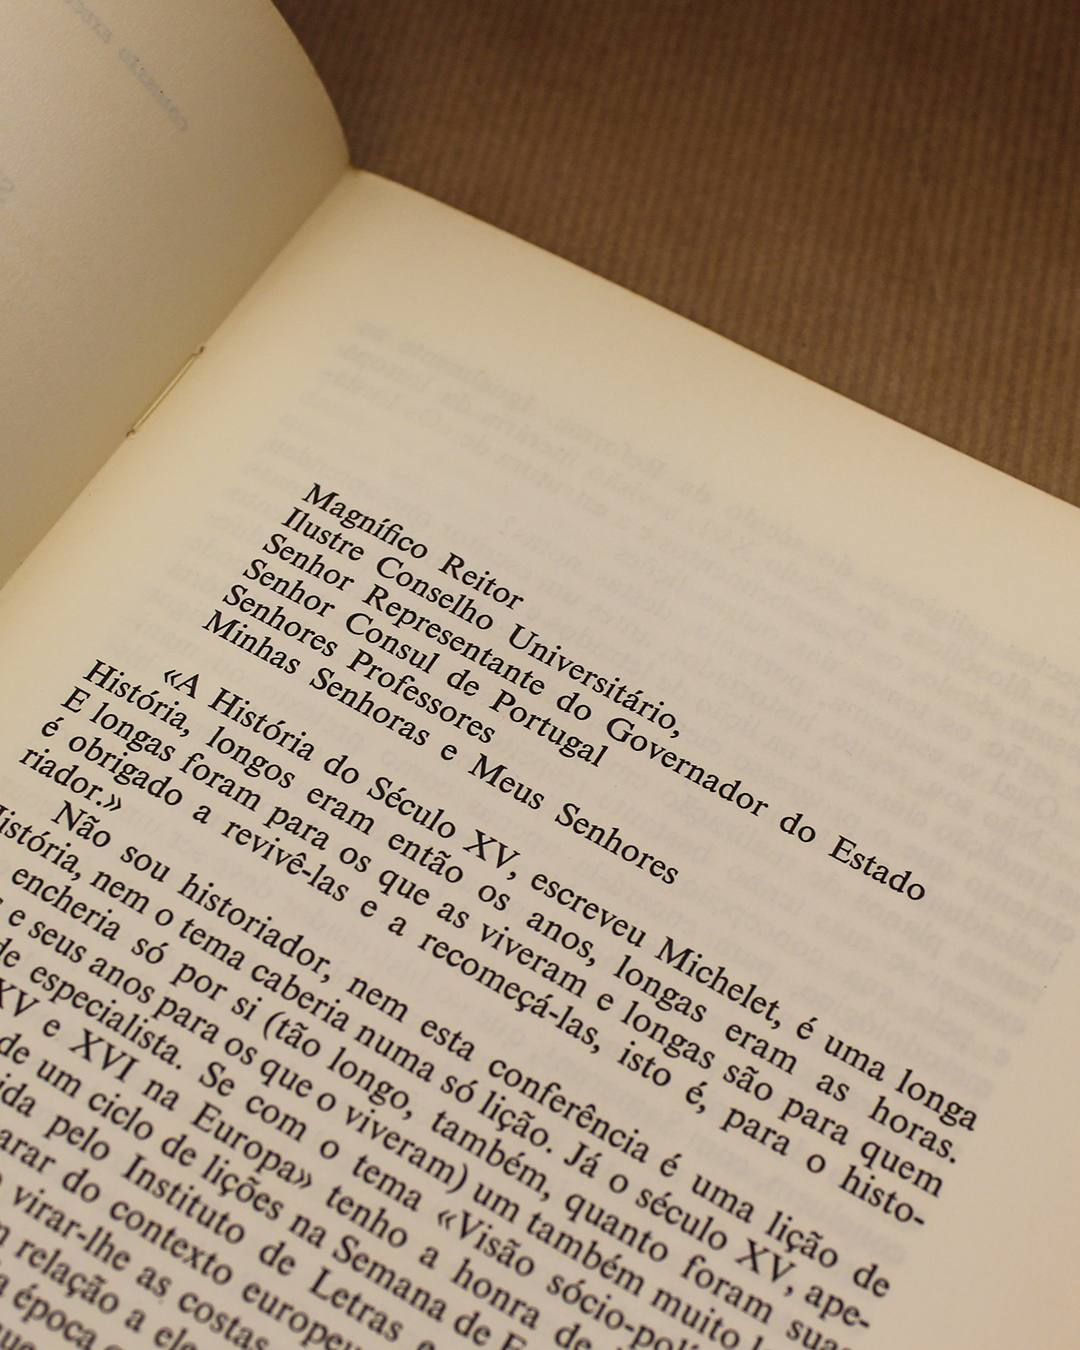 Magnífico Reitor
Ilustre Conselho Universitário,
Senhor Representante do Governador do Estado
Senhor Consul de Portugal
Senhores Professores
Minhas Senhoras e Meus Senhores
«A História do Século XV, escreveu Michelet, é uma longa
História, longos eram então os anos, longas eram as horas.
E longas foram para os que as viveram e longas são para quem
é obrigado a revivê-las e a recomeçá-las, isto é, para o histo-
riador.»
Não sou historiador, nem esta conferência é uma lição de
História, nem o tema caberia numa só lição. Já o século XV, ape-
encheria só por si (tão longo, também, quanto foram suas
e seus anos para os que o viveram) um também muito
de especialista. Se com o tema «Visão sócio-polí
XV e XVI na Europa» tenho a honra de
de um ciclo de lições na Semana de E
ida pelo Instituto de Letras e
arar do contexto europeu
virar-lhe as costas
relação a ele
época